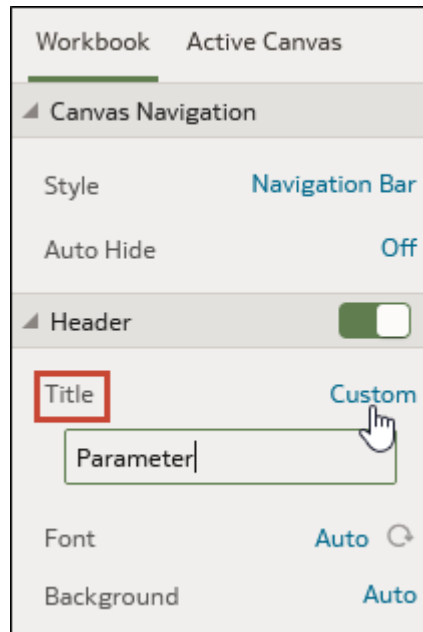 Workbook Active Canvas
Canvas Navigation
Style Navigation Bar
Auto Hide Off
Header
Title Custom
Parameter
Font Auto
Background Auto